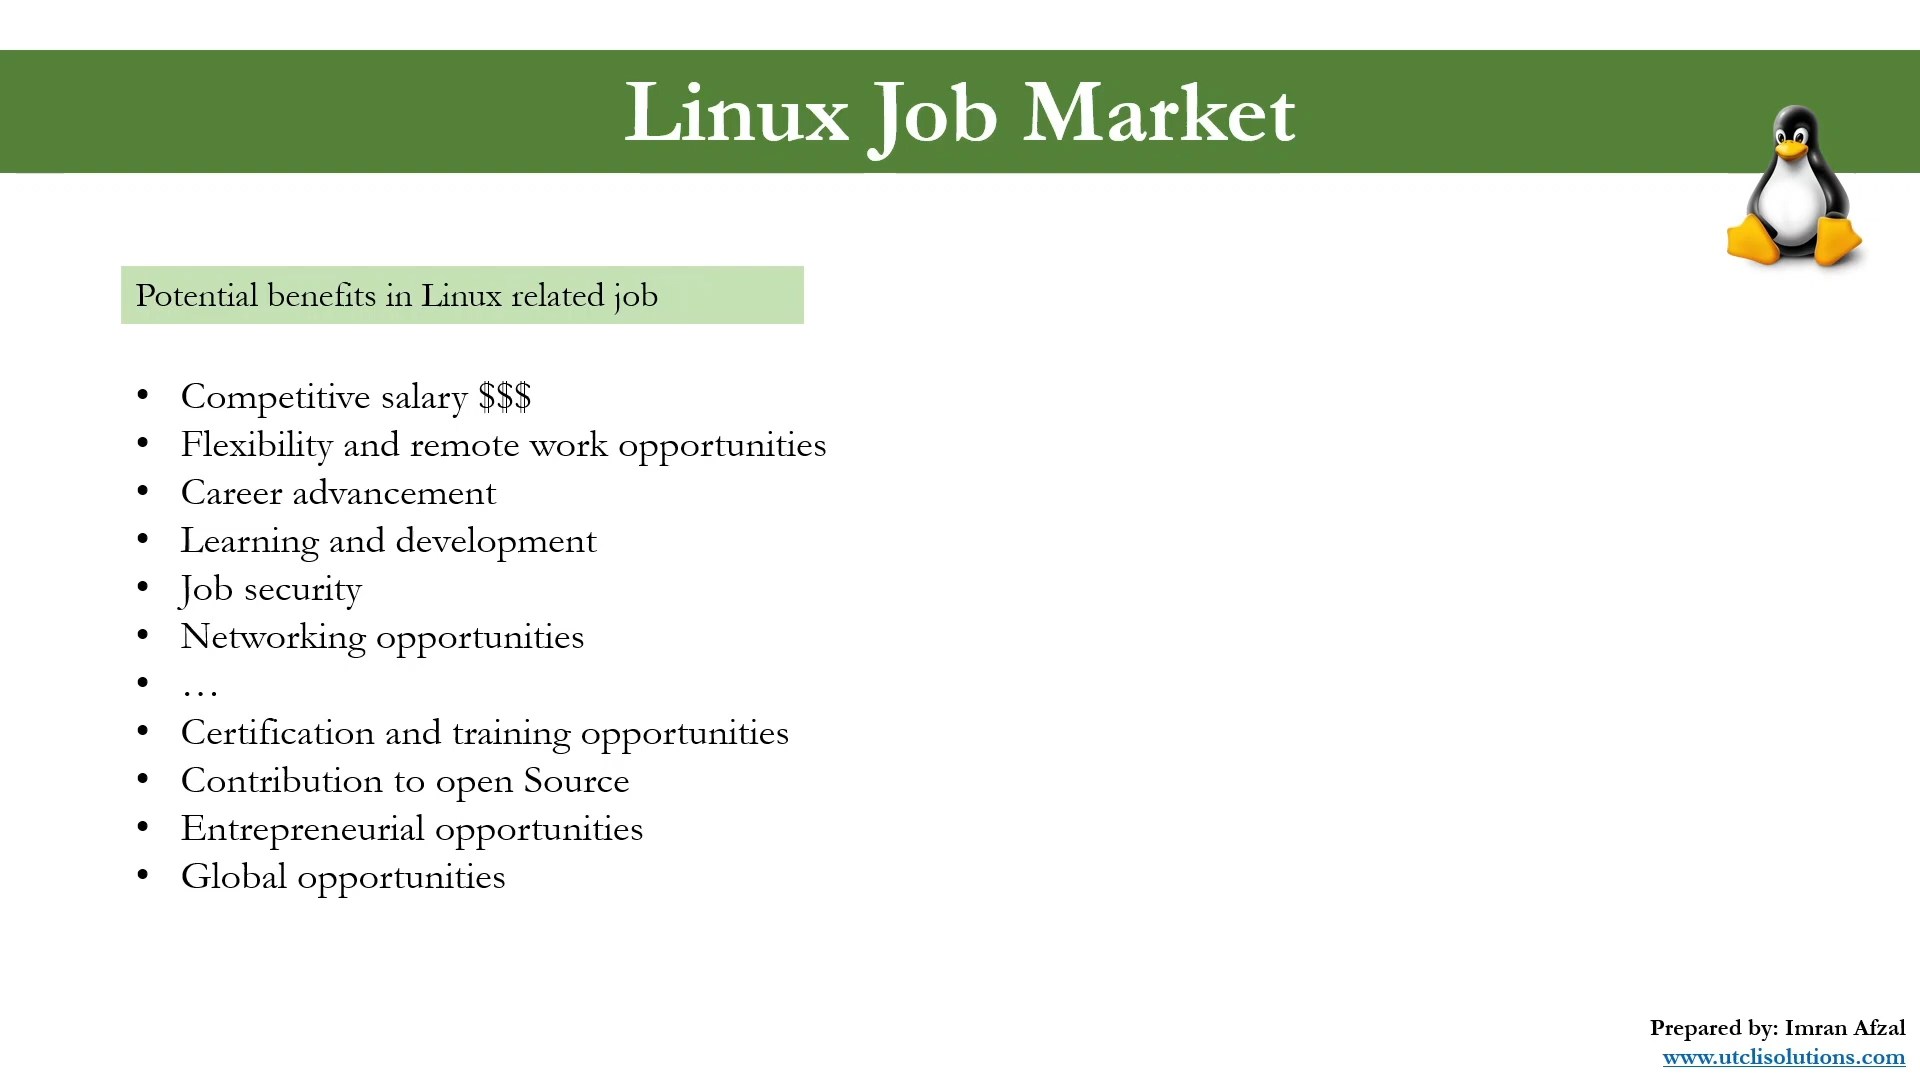 Linux Job Market
Potential benefits in Linux related job
• Competitive salary $$$
• Flexibility and remote work opportunities
• Career advancement
• Learning and development
• Job security
• Networking opportunities
• …
• Certification and training opportunities
• Contribution to open Source
• Entrepreneurial opportunities
• Global opportunities
Prepared by: Imran Afzal
www.utclisolutions.com